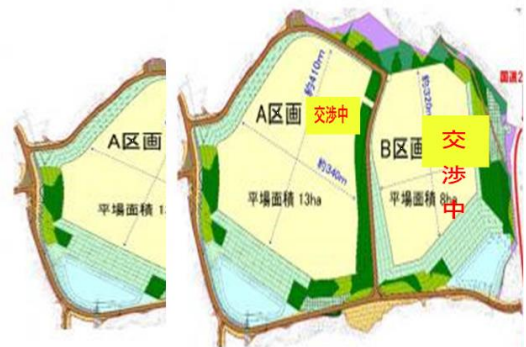 A区画
平場面積 1
約410m
A区画
交渉中
約340m
平場面積 13ha
国道2
約320m
B区画
交渉中
平場面積 8ha